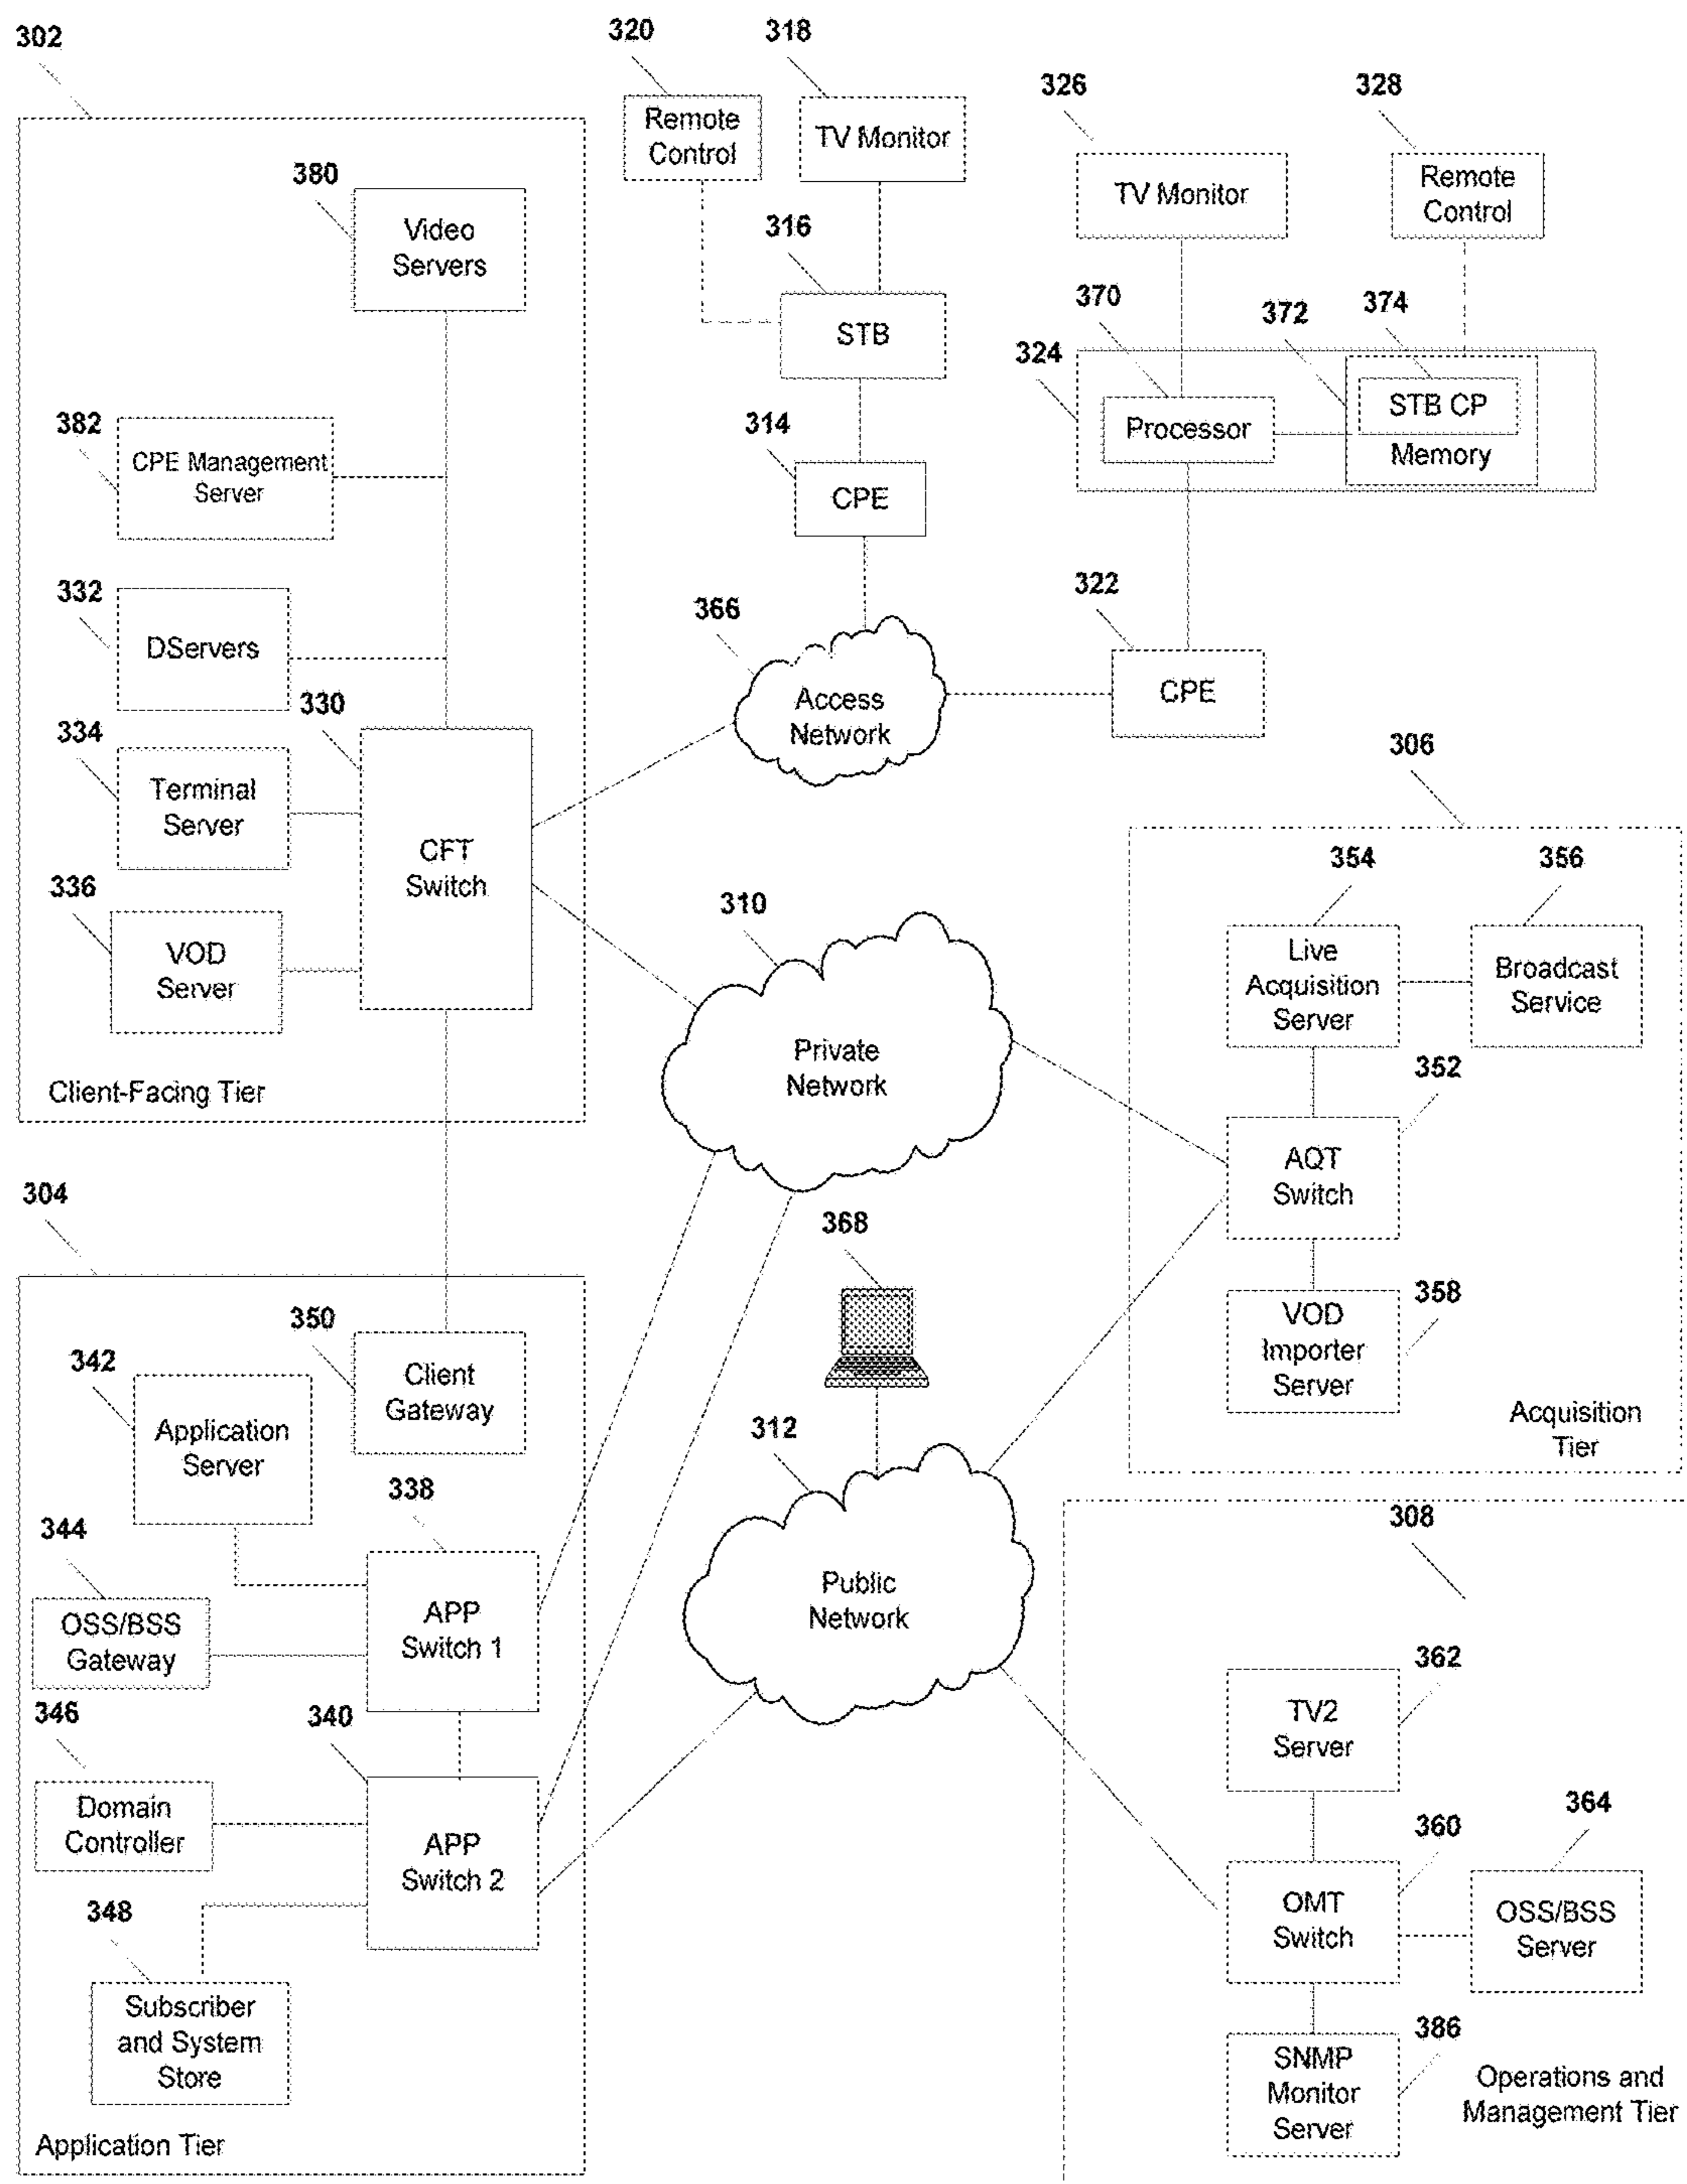 302
320
318
326
328
Remote
Control
TV Monitor
TV Monitor
Remote
Control
380
Video
Servers
316
STB
370
372
374
324
Processor
STB CP
Memory
382
CPE Management
Server
314
CPE
332
DServers
366
Access
Network
322
CPE
330
334
Terminal
Server
CFT
Switch
336
VOD
Server
Client-Facing Tier
310
Private
Network
306
354
356
Live
Acquisition
Server
Broadcast
Service
352
AQT
Switch
358
VOD
Importer
Server
Acquisition
Tier
304
350
Client
Gateway
342
Application
Server
368
312
Public
Network
338
344
OSS/BSS
Gateway
APP
Switch 1
346
340
Domain
Controller
APP
Switch 2
348
Subscriber
and System
Store
Application Tier
308
362
TV2
Server
360
364
OMT
Switch
OSS/BSS
Server
386
SNMP
Monitor
Server
Operations and
Management Tier